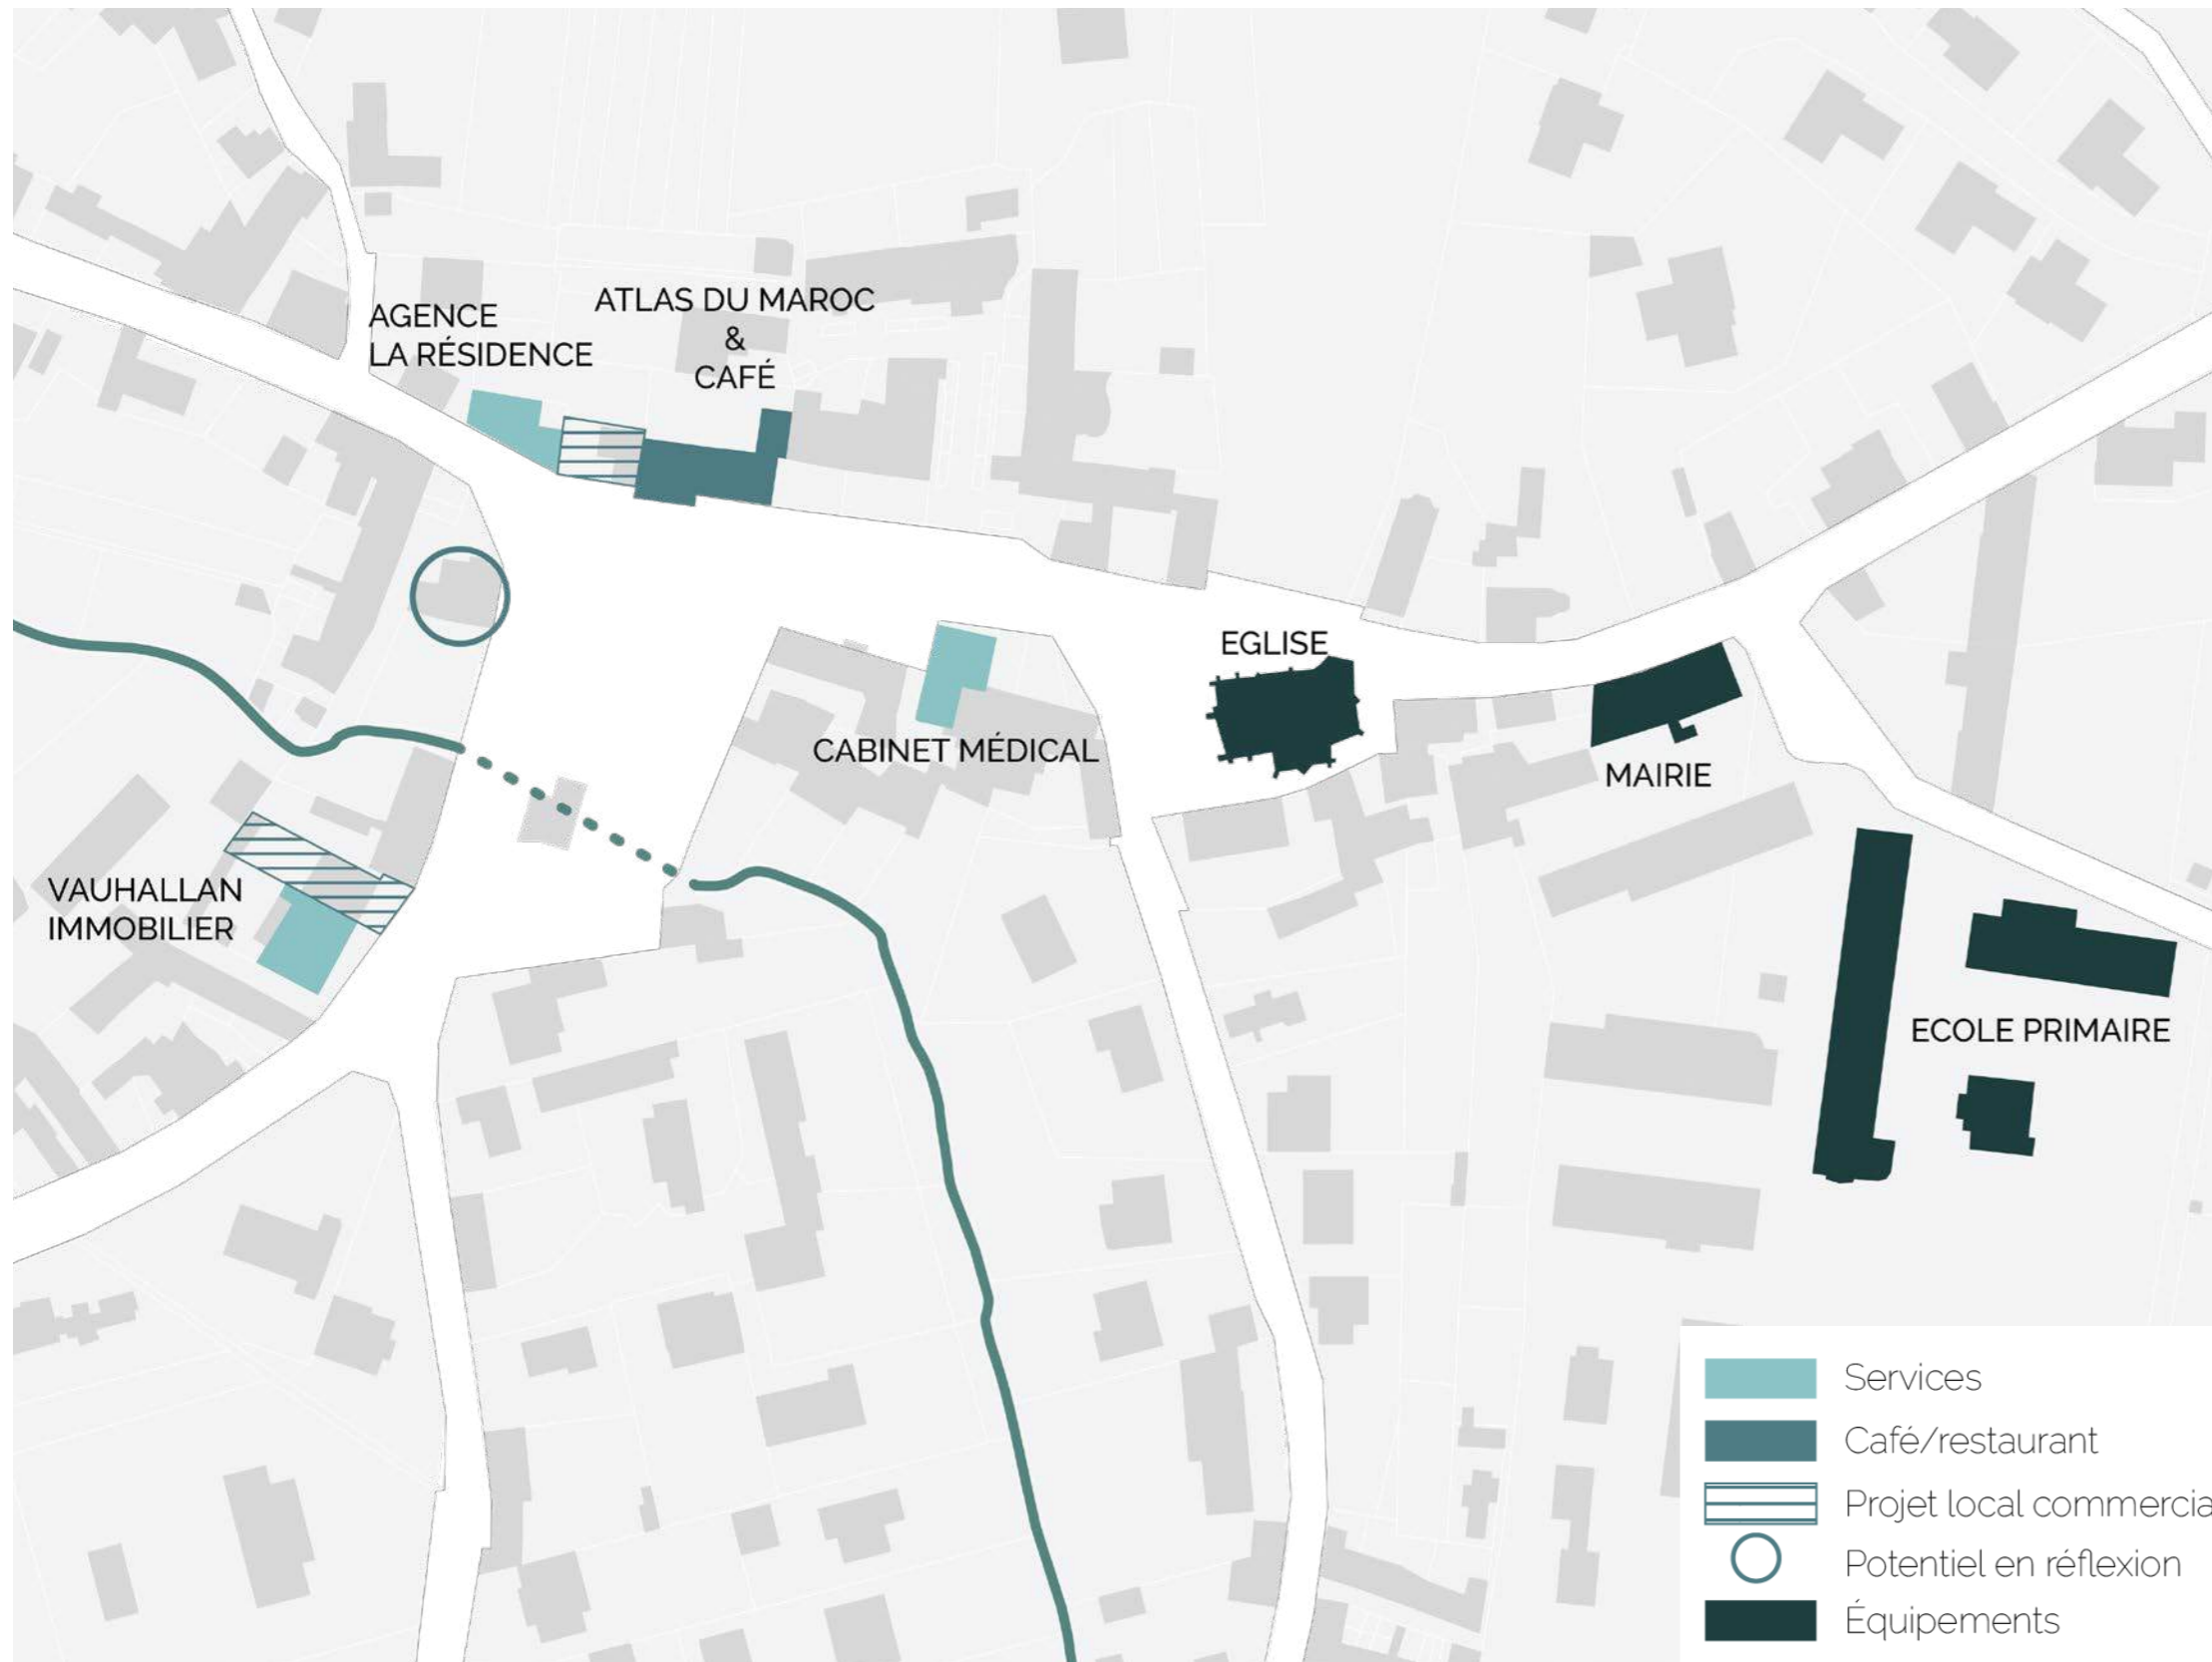 AGENCE
LA RÉSIDENCE
ATLAS DU MAROC
&
CAFÉ
EGLISE
CABINET MÉDICAL
MAIRIE
VAUHALLAN
IMMOBILIER
ECOLE PRIMAIRE
Services
Café/restaurant
Projet local commercia
Potentiel en réflexion
Équipements